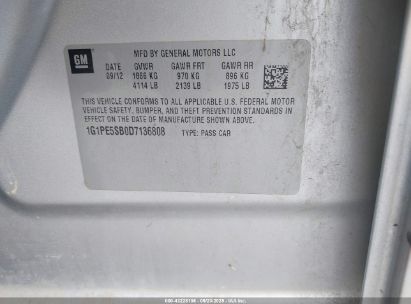 GM
MFD BY GENERAL MOTORS LLC
DATE GVWR GAWR FRT GAWR RR
09/12 1866 KG 970 KG 896 KG
4114 LB 2139 LB 1975 LB
THIS VEHICLE CONFORMS TO ALL APPLICABLE U.S. FEDERAL MOTOR
VEHICLE SAFETY, BUMPER, AND THEFT PREVENTION STANDARDS
IN EFFECT ON THE DATE OF MANUFACTURE SHOWN ABOVE.
1G1PE5SB0D7136808 TYPE: PASS CAR